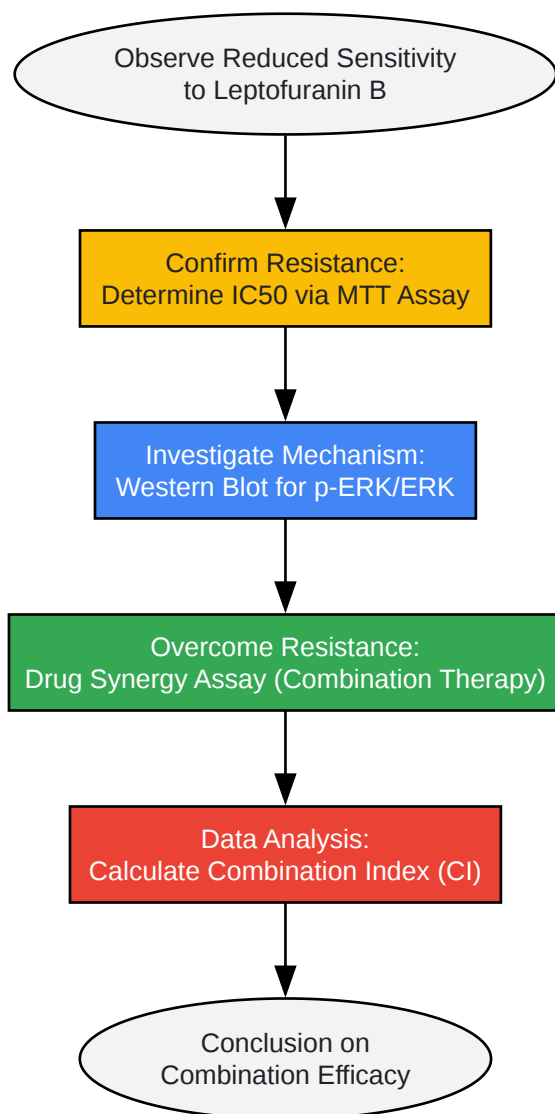 Observe Reduced Sensitivity
to Leptofuranin B
Confirm Resistance:
Determine IC50 via MTT Assay
Investigate Mechanism:
Western Blot for p-ERK/ERK
Overcome Resistance:
Drug Synergy Assay (Combination Therapy)
Data Analysis:
Calculate Combination Index (CI)
Conclusion on
Combination Efficacy